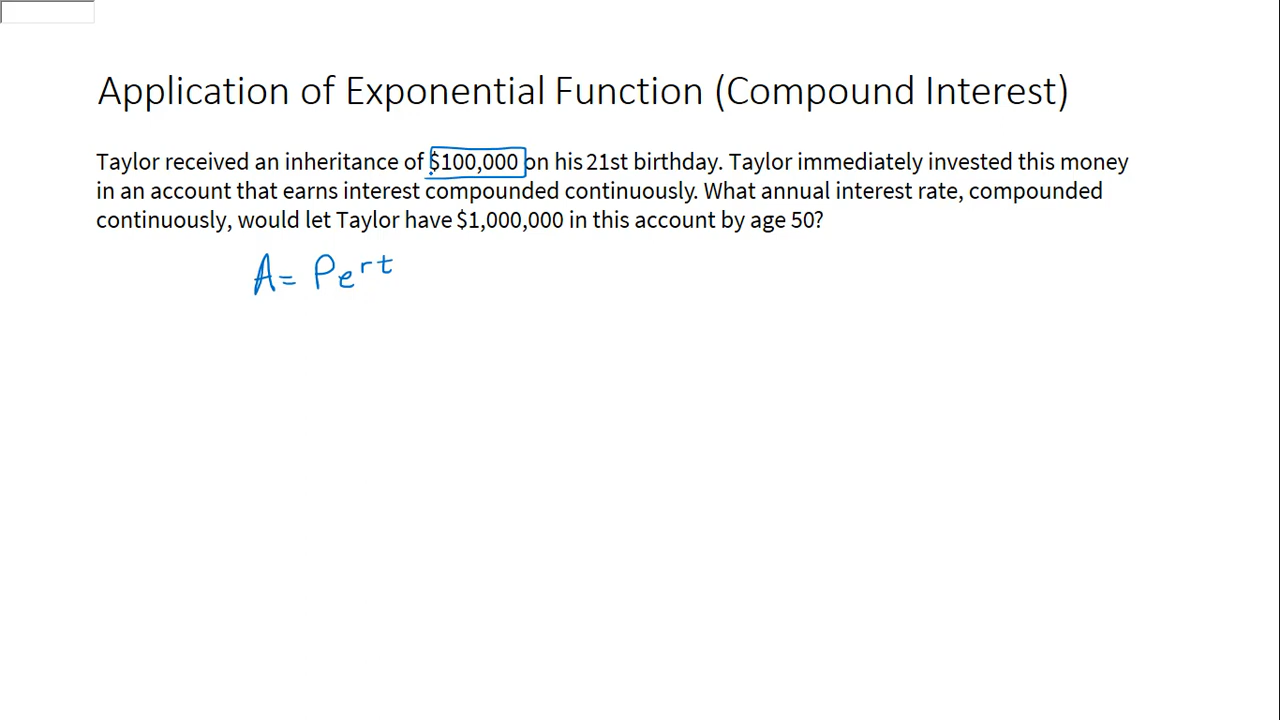 Application of Exponential Function (Compound Interest)
Taylor received an inheritance of $100,000 on his 21st birthday. Taylor immediately invested this money
in an account that earns interest compounded continuously. What annual interest rate, compounded
continuously, would let Taylor have $1,000,000 in this account by age 50?
A = Pe^rt